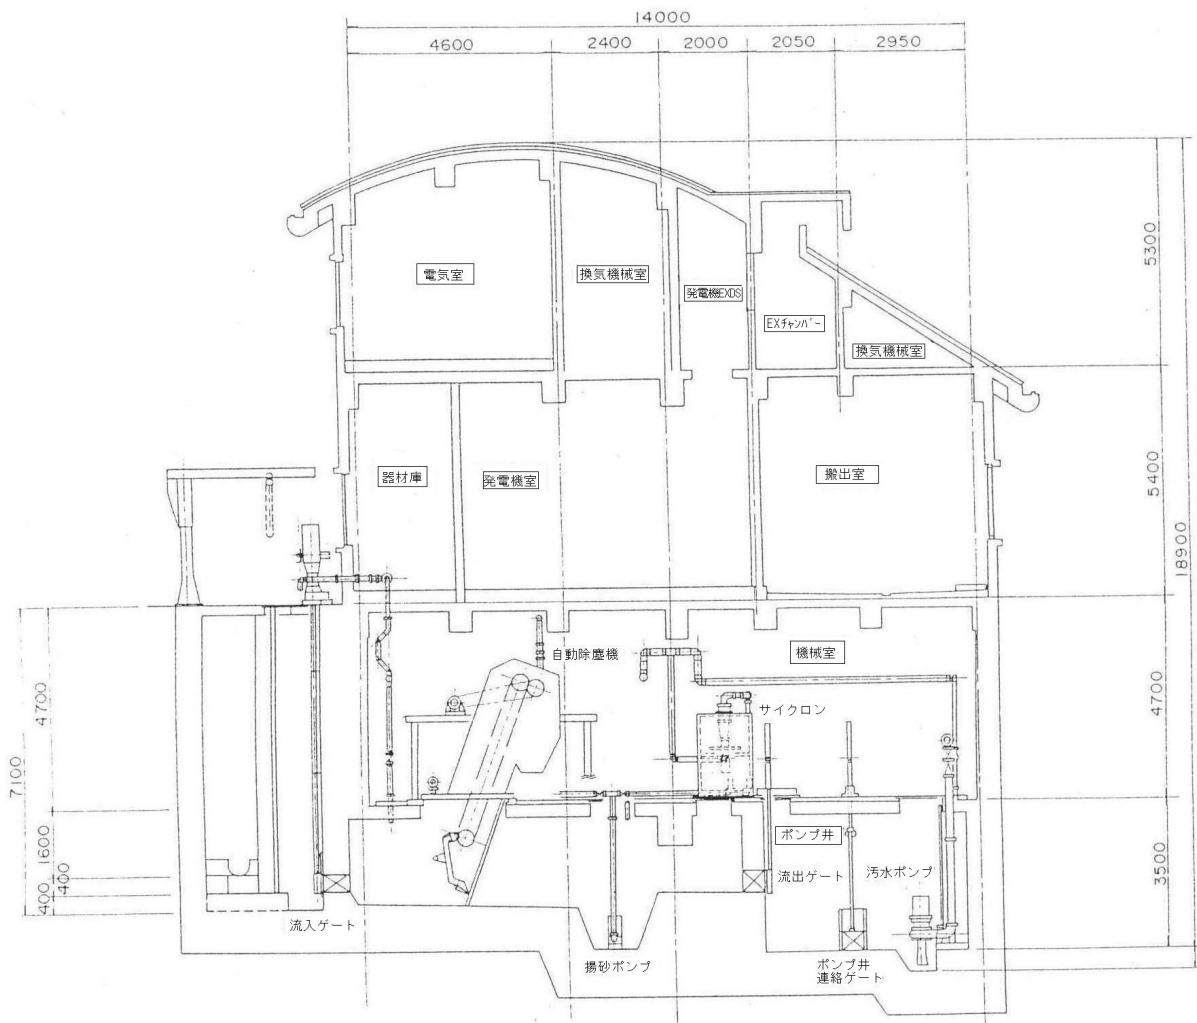 14000
4600
2400
2000
2050
2950
電気室
換気機械室
発電機EXDS
EXチャンバー
換気機械室
5300
器材庫
発電機室
搬出室
5400
18900
自動除塵機
機械室
サイクロン
4700
7100
4700
1600
400
400
ポンプ井
流出ゲート
汚水ポンプ
3500
流入ゲート
揚砂ポンプ
ポンプ井
連絡ゲート